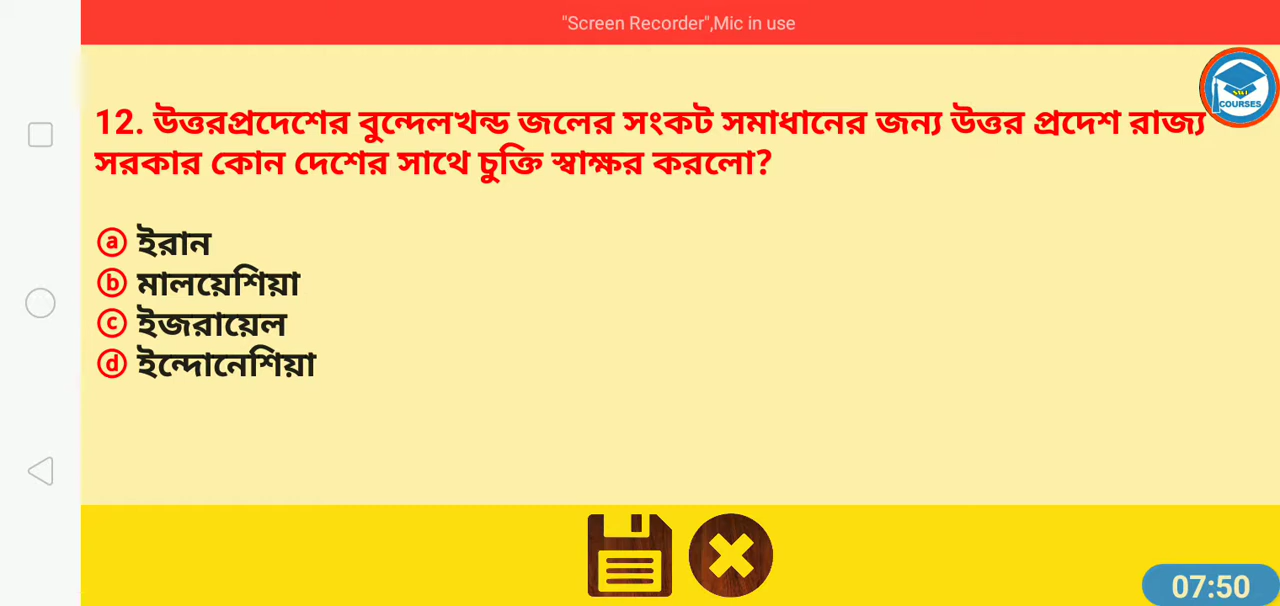 "Screen Recorder",Mic in use
COURSES
12. উত্তরপ্রদেশের বুন্দেলখন্ড জলের সংকট সমাধানের জন্য উত্তর প্রদেশ রাজ্য
সরকার কোন দেশের সাথে চুক্তি স্বাক্ষর করলো?
ⓐ ইরান
ⓑ মালয়েশিয়া
ⓒ ইজরায়েল
ⓓ ইন্দোনেশিয়া
07:50